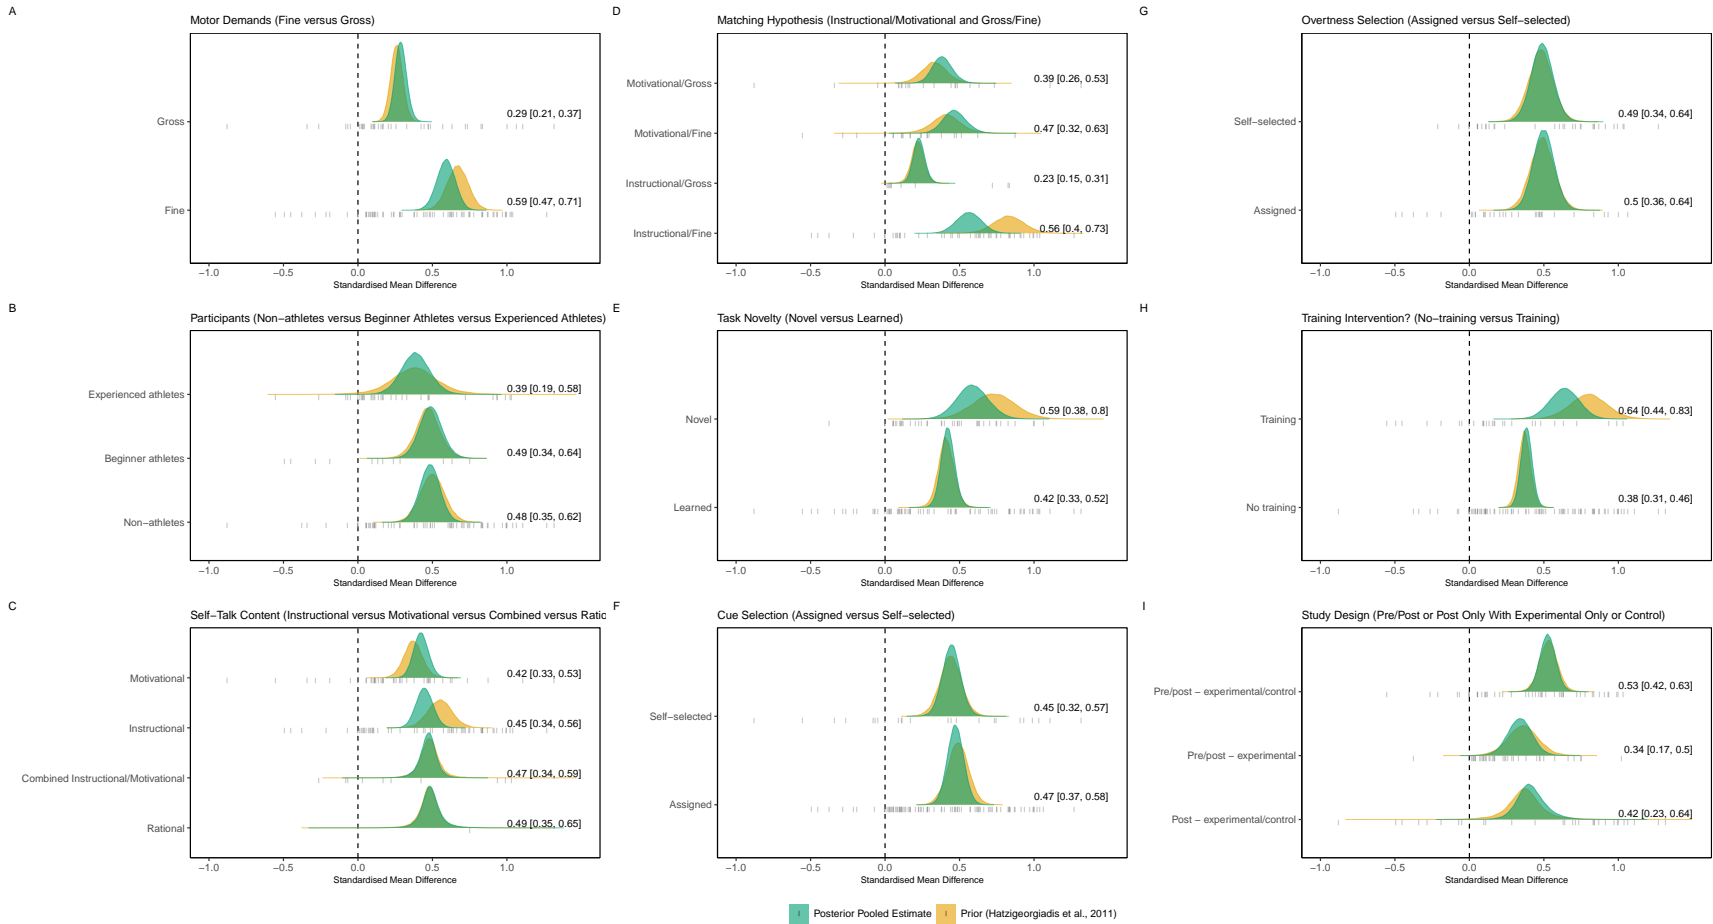 A
Motor Demands (Fine versus Gross)
Gross
0.29 [0.21, 0.37]
Fine
0.59 [0.47, 0.71]
−1.0 −0.5 0.0 0.5 1.0
Standardised Mean Difference
B
Participants (Non−athletes versus Beginner Athletes versus Experienced Athletes)
Experienced athletes
0.39 [0.19, 0.58]
Beginner athletes
0.49 [0.34, 0.64]
Non−athletes
0.48 [0.35, 0.62]
−1.0 −0.5 0.0 0.5 1.0
Standardised Mean Difference
C
Self−Talk Content (Instructional versus Motivational versus Combined versus Ratic
Motivational
0.42 [0.33, 0.53]
Instructional
0.45 [0.34, 0.56]
Combined Instructional/Motivational
0.47 [0.34, 0.59]
Rational
0.49 [0.35, 0.65]
−1.0 −0.5 0.0 0.5 1.0
Standardised Mean Difference
D
Matching Hypothesis (Instructional/Motivational and Gross/Fine)
Motivational/Gross
0.39 [0.26, 0.53]
Motivational/Fine
0.47 [0.32, 0.63]
Instructional/Gross
0.23 [0.15, 0.31]
Instructional/Fine
0.56 [0.4, 0.73]
−1.0 −0.5 0.0 0.5 1.0
Standardised Mean Difference
E
Task Novelty (Novel versus Learned)
Novel
0.59 [0.38, 0.8]
Learned
0.42 [0.33, 0.52]
−1.0 −0.5 0.0 0.5 1.0
Standardised Mean Difference
F
Cue Selection (Assigned versus Self−selected)
Self−selected
0.45 [0.32, 0.57]
Assigned
0.47 [0.37, 0.58]
−1.0 −0.5 0.0 0.5 1.0
Standardised Mean Difference
G
Overtness Selection (Assigned versus Self−selected)
Self−selected
0.49 [0.34, 0.64]
Assigned
0.5 [0.36, 0.64]
−1.0 −0.5 0.0 0.5 1.0
Standardised Mean Difference
H
Training Intervention? (No−training versus Training)
Training
0.64 [0.44, 0.83]
No training
0.38 [0.31, 0.46]
−1.0 −0.5 0.0 0.5 1.0
Standardised Mean Difference
I
Study Design (Pre/Post or Post Only With Experimental Only or Control)
Pre/post − experimental/control
0.53 [0.42, 0.63]
Pre/post − experimental
0.34 [0.17, 0.5]
Post − experimental/control
0.42 [0.23, 0.64]
−1.0 −0.5 0.0 0.5 1.0
Standardised Mean Difference
Posterior Pooled Estimate Prior (Hatzigeorgiadis et al., 2011)